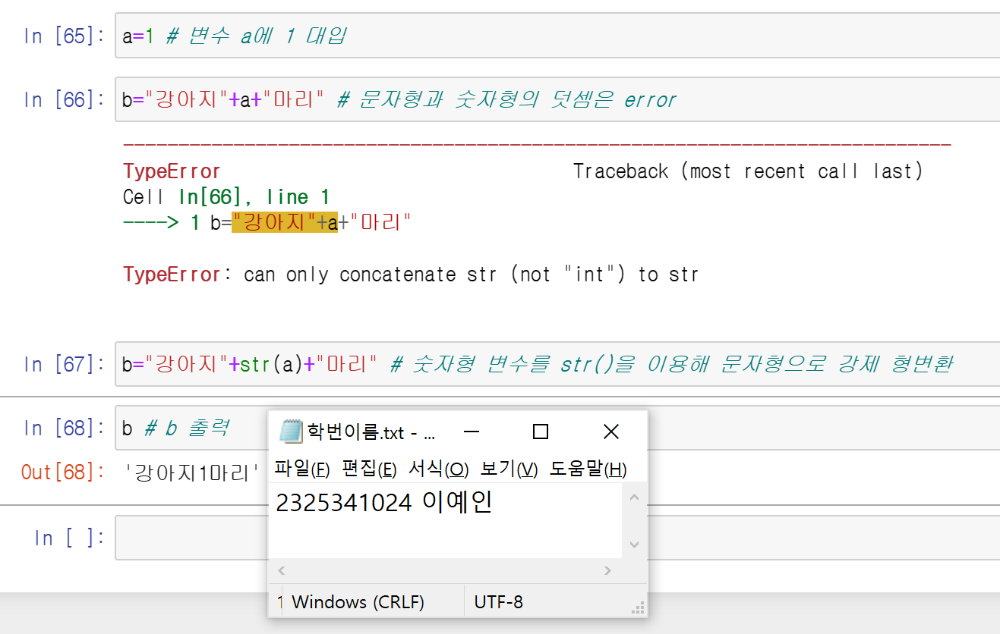 In [65]: a=1 # 변수 a에 1 대입
In [66]: b="강아지"+a+"마리" # 문자형과 숫자형의 덧셈은 error
---------------------------------------------------------------------------
TypeError Traceback (most recent call last)
Cell In[66], line 1
----> 1 b="강아지"+a+"마리"
TypeError: can only concatenate str (not "int") to str
In [67]: b="강아지"+str(a)+"마리" # 숫자형 변수를 str()을 이용해 문자형으로 강제 형변환
In [68]: b # b 출력
Out[68]: '강아지1마리'
In [ ]:
학번이름.txt - ...
파일(F) 편집(E) 서식(O) 보기(V) 도움말(H)
2325341024 이예인
1 Windows (CRLF) UTF-8